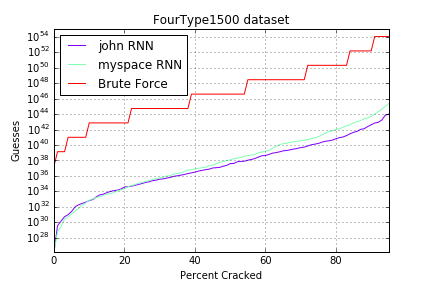 FourType1500 dataset
john RNN
myspace RNN
Brute Force
Guesses
10^54
10^52
10^50
10^48
10^46
10^44
10^42
10^40
10^38
10^36
10^34
10^32
10^30
10^28
0 20 40 60 80
Percent Cracked